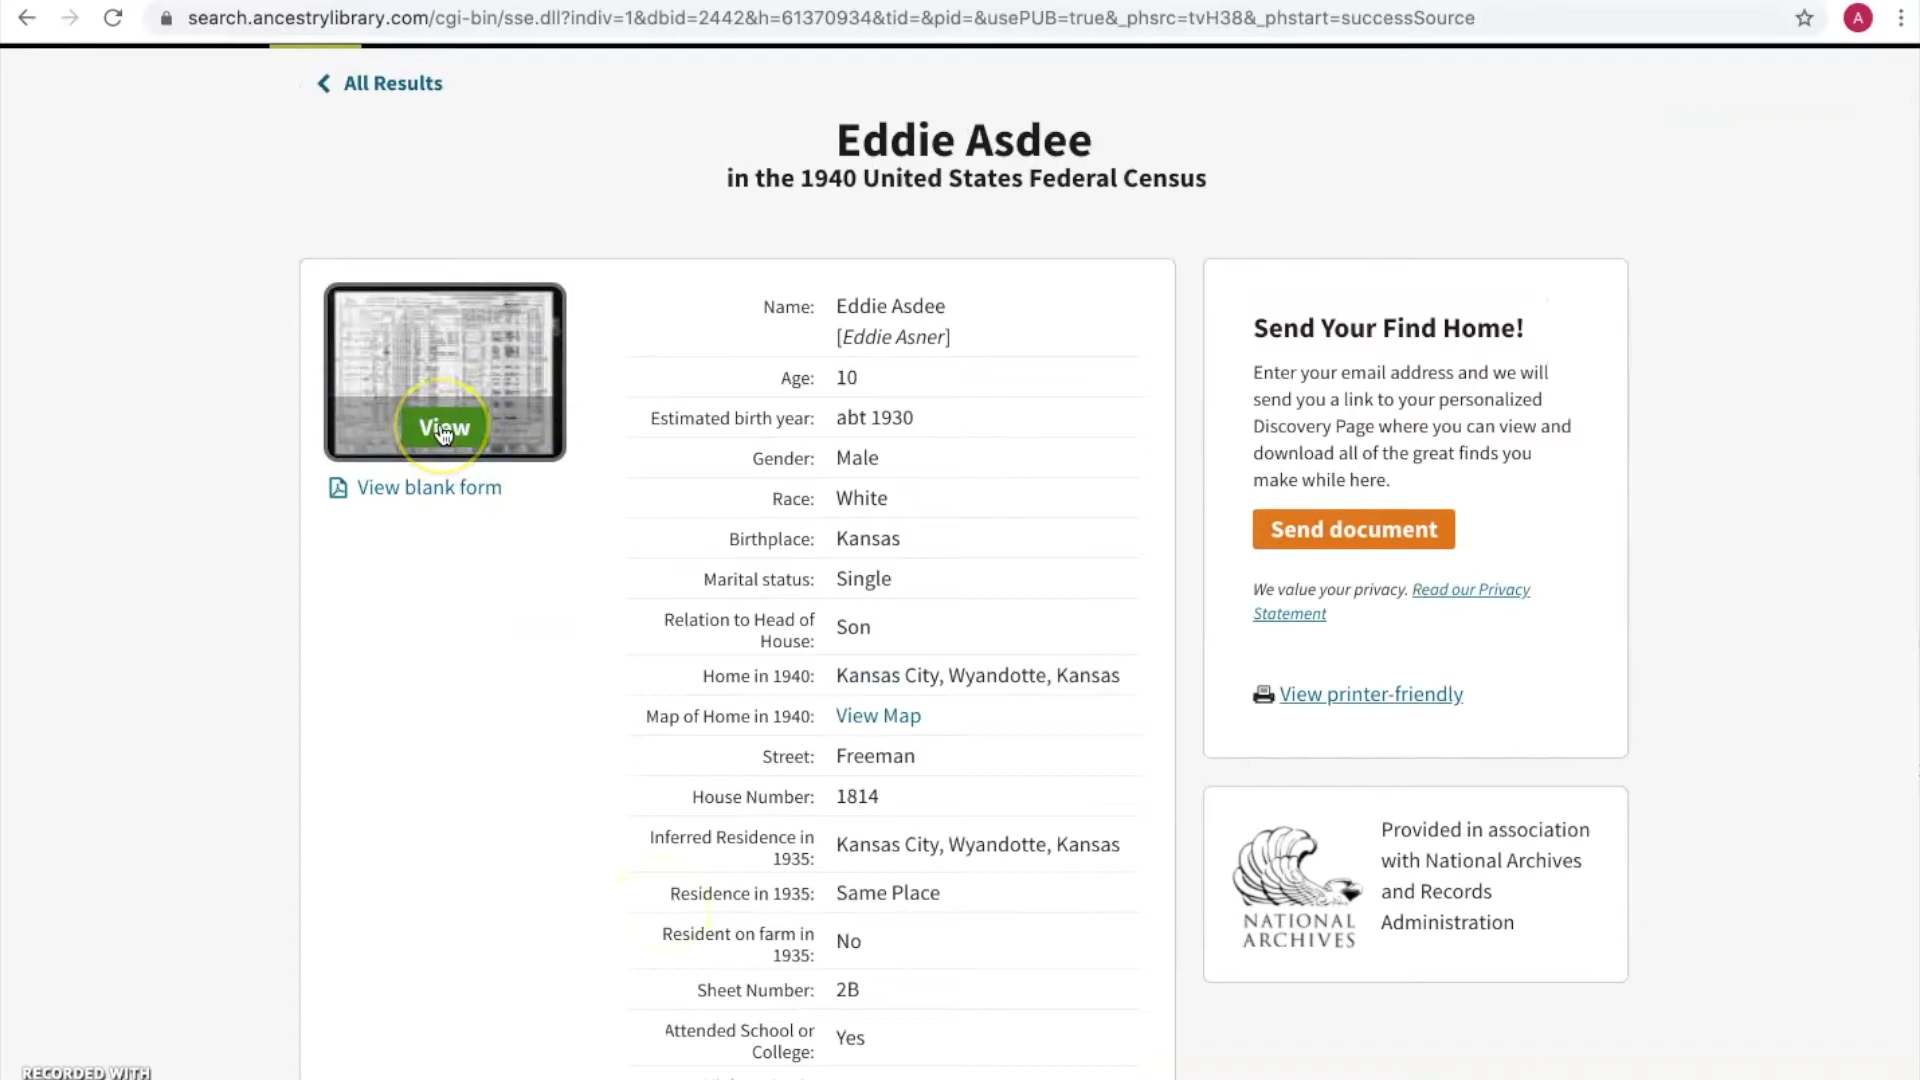 search.ancestrylibrary.com/cgi-bin/sse.dll?indiv=1&dbid=2442&h=61370934&tid=&pid=&usePUB=true&_phsrc=tvH38&_phstart=successSource
A
All Results
Eddie Asdee
in the 1940 United States Federal Census
View
View blank form
Name: Eddie Asdee
[Eddie Asner]
Age: 10
Estimated birth year: abt 1930
Gender: Male
Race: White
Birthplace: Kansas
Marital status: Single
Relation to Head of
House: Son
Home in 1940: Kansas City, Wyandotte, Kansas
Map of Home in 1940: View Map
Street: Freeman
House Number: 1814
Inferred Residence in
1935: Kansas City, Wyandotte, Kansas
Residence in 1935: Same Place
Resident on farm in
1935: No
Sheet Number: 2B
Attended School or
College: Yes
Send Your Find Home!
Enter your email address and we will
send you a link to your personalized
Discovery Page where you can view and
download all of the great finds you
make while here.
Send document
We value your privacy. Read our Privacy
Statement
View printer-friendly
NATIONAL
ARCHIVES
Provided in association
with National Archives
and Records
Administration
RECORDED WITH